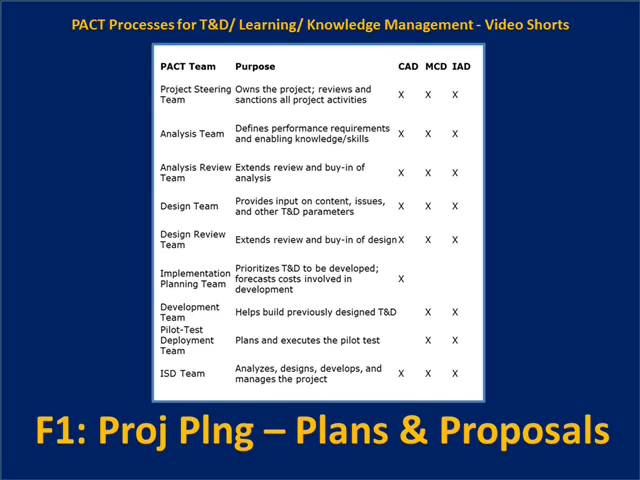 PACT Processes for T&D/ Learning/ Knowledge Management - Video Shorts
PACT Team Purpose CAD MCD IAD
Project Steering Team Owns the project; reviews and sanctions all project activities X X X
Analysis Team Defines performance requirements and enabling knowledge/skills X X X
Analysis Review Team Extends review and buy-in of analysis X X X
Design Team Provides input on content, issues, and other T&D parameters X X X
Design Review Team Extends review and buy-in of design X X X
Implementation Planning Team Prioritizes T&D to be developed; forecasts costs involved in development X
Development Team Helps build previously designed T&D X X
Pilot-Test Deployment Team Plans and executes the pilot test X X
ISD Team Analyzes, designs, develops, and manages the project X X X
F1: Proj Plng – Plans & Proposals